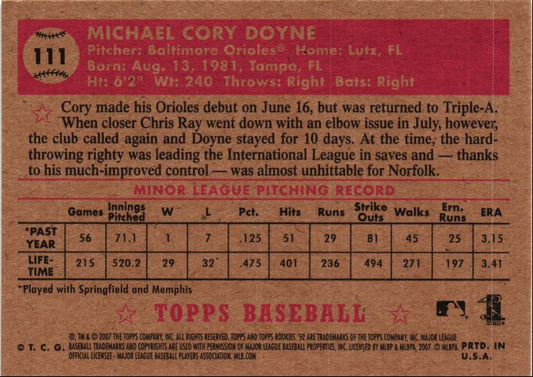 111
MICHAEL CORY DOYNE
Pitcher: Baltimore Orioles® Home: Lutz, FL
Born: Aug. 13, 1981, Tampa, FL
Ht: 6'2" Wt: 240 Throws: Right Bats: Right
Cory made his Orioles debut on June 16, but was returned to Triple-A.
When closer Chris Ray went down with an elbow issue in July, however,
the club called again and Doyne stayed for 10 days. At the time, the hard-
throwing righty was leading the International League in saves and — thanks
to his much-improved control — was almost unhittable for Norfolk.
MINOR LEAGUE PITCHING RECORD
Games Innings Pitched W L Pct. Hits Runs Strike Outs Walks Ern. Runs ERA
*PAST YEAR 56 71.1 1 7 .125 51 29 81 45 25 3.15
LIFE-TIME 215 520.2 29 32 .475 401 236 494 271 197 3.41
*Played with Springfield and Memphis
TOPPS BASEBALL
®, TM & © 2007 THE TOPPS COMPANY, INC. ALL RIGHTS RESERVED. TOPPS AND TOPPS ROOKIES '52 ARE TRADEMARKS OF THE TOPPS COMPANY, INC. MAJOR LEAGUE
© T. C. G. BASEBALL TRADEMARKS AND COPYRIGHTS ARE USED WITH PERMISSION OF MAJOR LEAGUE BASEBALL PROPERTIES, INC. LICENSED BY MLBP & MLBPA, 2007. © MLBPA. PRTD. IN
OFFICIAL LICENSEE - MAJOR LEAGUE BASEBALL PLAYERS ASSOCIATION. MLB.COM U.S.A.